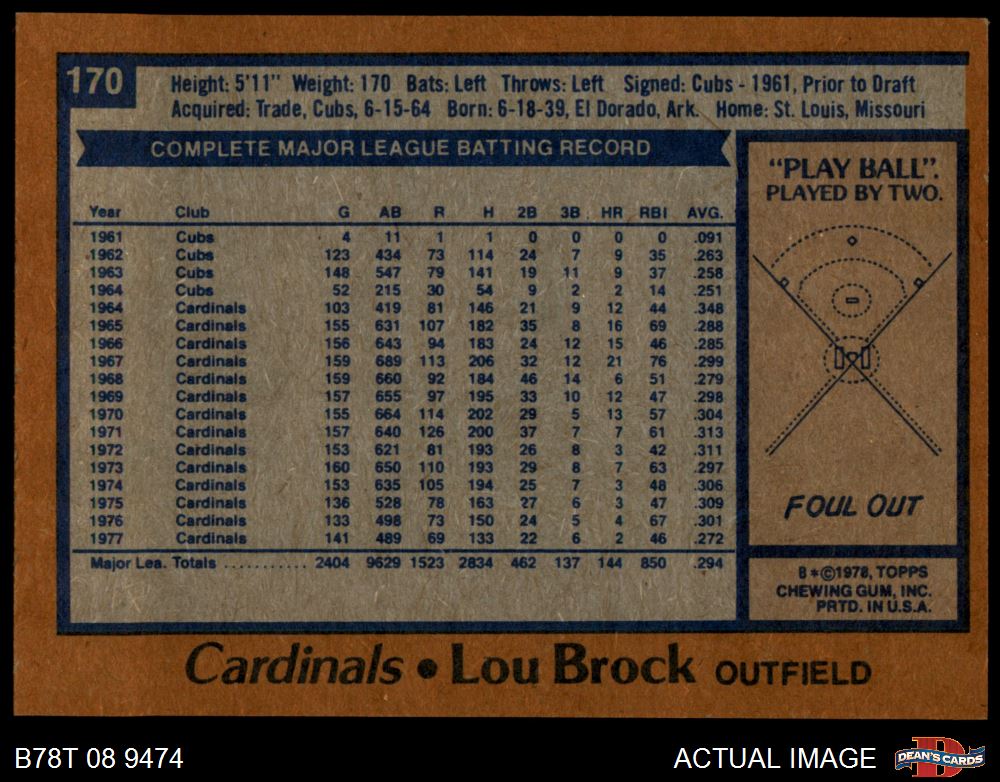 170
Height: 5'11" Weight: 170 Bats: Left Throws: Left Signed: Cubs - 1961, Prior to Draft
Acquired: Trade, Cubs, 6-15-64 Born: 6-18-39, El Dorado, Ark. Home: St. Louis, Missouri
COMPLETE MAJOR LEAGUE BATTING RECORD
Year Club G AB R H 2B 3B HR RBI AVG.
1961 Cubs 4 11 1 1 0 0 0 0 .091
1962 Cubs 123 434 73 114 24 7 9 35 .263
1963 Cubs 148 547 79 141 19 11 9 37 .258
1964 Cubs 52 215 30 54 9 2 2 14 .251
1964 Cardinals 103 419 81 146 21 9 12 44 .348
1965 Cardinals 155 631 107 182 35 8 16 69 .288
1966 Cardinals 156 643 94 183 24 12 15 46 .285
1967 Cardinals 159 689 113 206 32 12 21 76 .299
1968 Cardinals 159 660 92 184 46 14 6 51 .279
1969 Cardinals 157 655 97 195 33 10 12 47 .298
1970 Cardinals 155 664 114 202 29 5 13 57 .304
1971 Cardinals 157 640 126 200 37 7 7 61 .313
1972 Cardinals 153 621 81 193 26 8 3 42 .311
1973 Cardinals 160 650 110 193 29 8 7 63 .297
1974 Cardinals 153 635 105 194 25 7 3 48 .306
1975 Cardinals 136 528 78 163 27 6 3 47 .309
1976 Cardinals 133 498 73 150 24 5 4 67 .301
1977 Cardinals 141 489 69 133 22 6 2 46 .272
Major Lea. Totals ........... 2404 9629 1523 2834 462 137 144 850 .294
"PLAY BALL".
PLAYED BY TWO.
FOUL OUT
B*©1978, TOPPS
CHEWING GUM, INC.
PRTD. IN U.S.A.
Cardinals • Lou Brock OUTFIELD
B78T 08 9474
ACTUAL IMAGE
DEAN'S CARDS